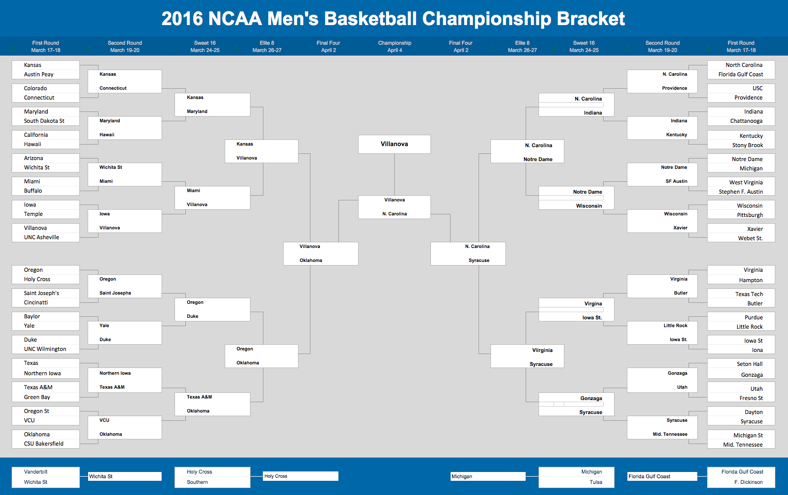 2016 NCAA Men's Basketball Championship Bracket
First Round
March 17-18
Second Round
March 19-20
Sweet 16
March 24-25
Elite 8
March 26-27
Final Four
April 2
Championship
April 4
Final Four
April 2
Elite 8
March 26-27
Sweet 16
March 24-25
Second Round
March 19-20
First Round
March 17-18
Kansas
Austin Peay
Colorado
Connecticut
Maryland
South Dakota St
California
Hawaii
Arizona
Wichita St
Miami
Buffalo
Iowa
Temple
Villanova
UNC Asheville
Oregon
Holy Cross
Saint Joseph's
Cincinatti
Baylor
Yale
Duke
UNC Wilmington
Texas
Northern Iowa
Texas A&M
Green Bay
Oregon St
VCU
Oklahoma
CSU Bakersfield
Kansas
Connecticut
Maryland
Hawaii
Wichita St
Miami
Iowa
Villanova
Oregon
Saint Josephs
Yale
Duke
Northern Iowa
Texas A&M
VCU
Oklahoma
Kansas
Maryland
Miami
Villanova
Oregon
Duke
Texas A&M
Oklahoma
Kansas
Villanova
Oregon
Oklahoma
Villanova
Oklahoma
Villanova
Villanova
N. Carolina
N. Carolina
Syracuse
N. Carolina
Notre Dame
Viirginia
Syracuse
N. Carolina
Indiana
Notre Dame
Wisconsin
Virgina
Iowa St.
Gonzaga
Syracuse
N. Carolina
Providence
Indiana
Kentucky
Notre Dame
SF Austin
Wisconsin
Xavier
Virginia
Butler
Little Rock
Iowa St.
Gonzaga
Utah
Syracuse
Mid. Tennesee
North Carolina
Florida Gulf Coast
USC
Providence
Indiana
Chattanooga
Kentucky
Stony Brook
Notre Dame
Michigan
West Virginia
Stephen F. Austin
Wisconsin
Pittsburgh
Xavier
Webet St.
Virginia
Hampton
Texas Tech
Butler
Purdue
Little Rock
Iowa St
Iona
Seton Hall
Gonzaga
Utah
Fresno St
Dayton
Syracuse
Michigan St
Mid. Tennessee
Vanderbilt
Wichita St
Wichita St
Holy Cross
Southern
Holy Cross
Michigan
Michigan
Tulsa
Florida Gulf Coast
Florida Gulf Coast
F. Dickinson